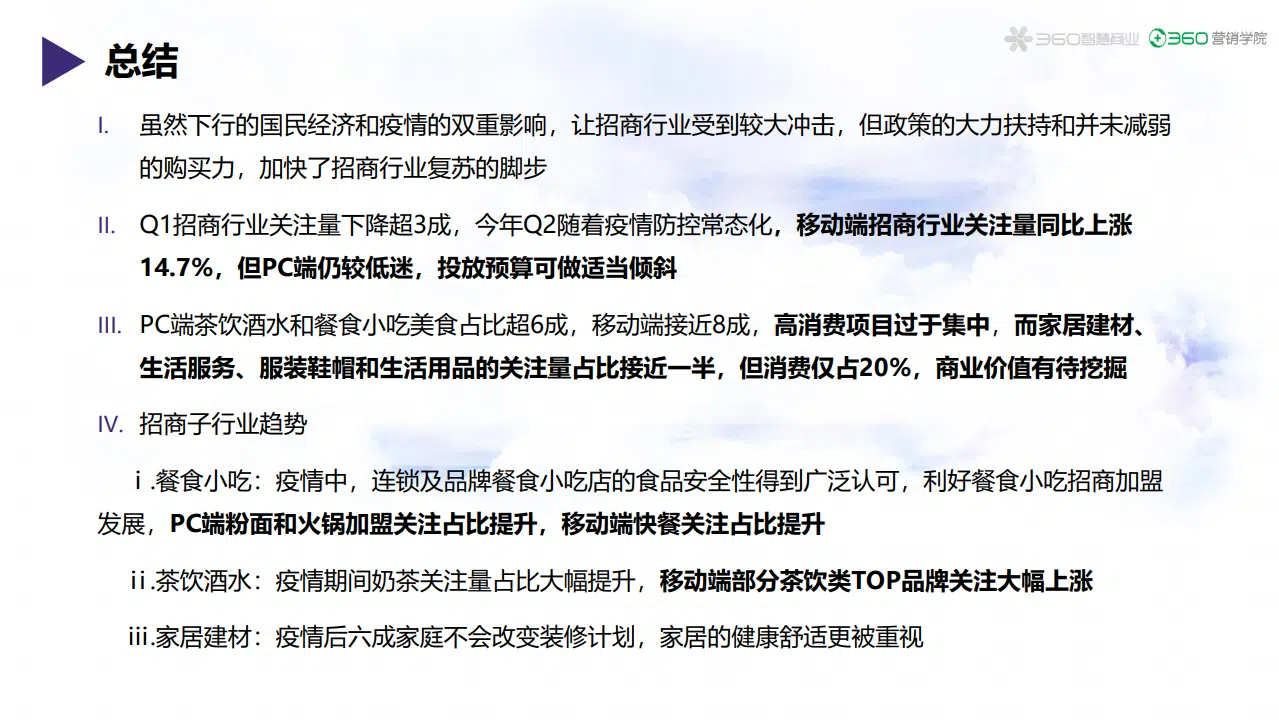 总结
360智慧商业 360营销学院
I. 虽然下行的国民经济和疫情的双重影响，让招商行业受到较大冲击，但政策的大力扶持和并未减弱
的购买力，加快了招商行业复苏的脚步
II. Q1招商行业关注量下降超3成，今年Q2随着疫情防控常态化，移动端招商行业关注量同比上涨
14.7%，但PC端仍较低迷，投放预算可做适当倾斜
III. PC端茶饮酒水和餐食小吃美食占比超6成，移动端接近8成，高消费项目过于集中，而家居建材、
生活服务、服装鞋帽和生活用品的关注量占比接近一半，但消费仅占20%，商业价值有待挖掘
IV. 招商子行业趋势
ⅰ.餐食小吃：疫情中，连锁及品牌餐食小吃店的食品安全性得到广泛认可，利好餐食小吃招商加盟
发展，PC端粉面和火锅加盟关注占比提升，移动端快餐关注占比提升
ⅱ.茶饮酒水：疫情期间奶茶关注量占比大幅提升，移动端部分茶饮类TOP品牌关注大幅上涨
ⅲ.家居建材：疫情后六成家庭不会改变装修计划，家居的健康舒适更被重视